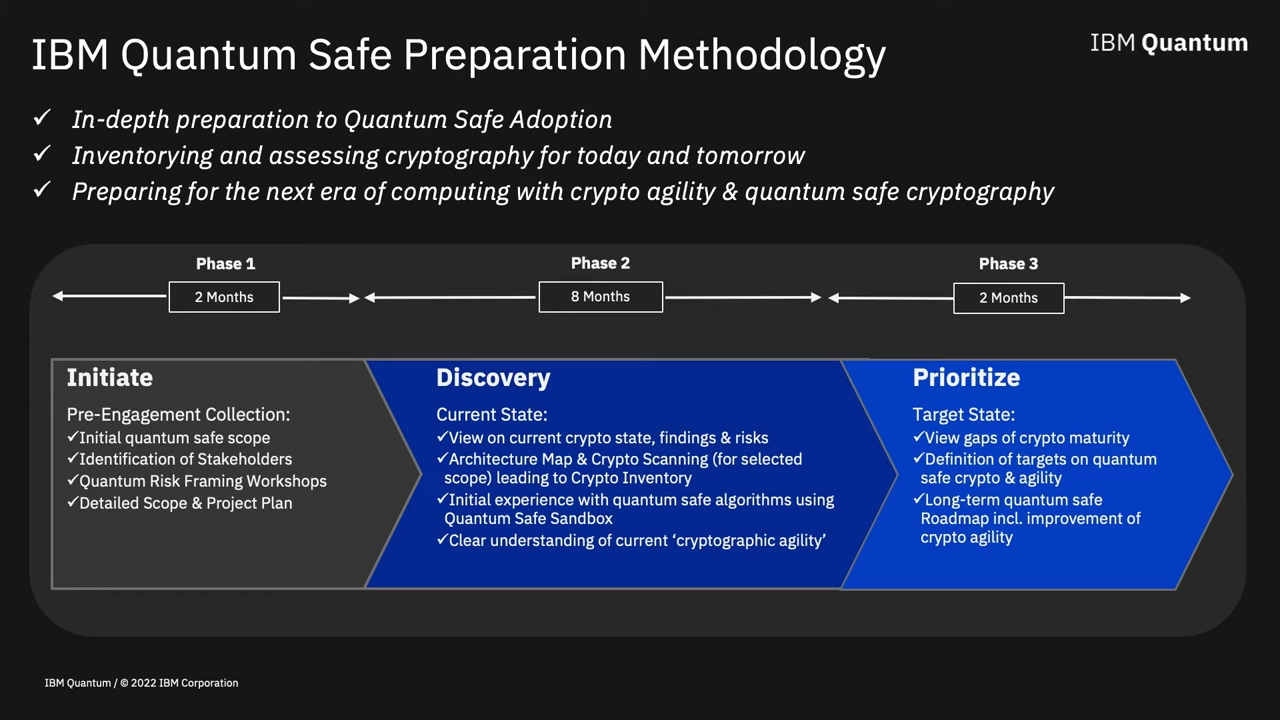 IBM Quantum Safe Preparation Methodology
IBM Quantum
✓ In-depth preparation to Quantum Safe Adoption
✓ Inventorying and assessing cryptography for today and tomorrow
✓ Preparing for the next era of computing with crypto agility & quantum safe cryptography
Phase 1
2 Months
Phase 2
8 Months
Phase 3
2 Months
Initiate
Pre-Engagement Collection:
✓Initial quantum safe scope
✓Identification of Stakeholders
✓Quantum Risk Framing Workshops
✓Detailed Scope & Project Plan
Discovery
Current State:
✓View on current crypto state, findings & risks
✓Architecture Map & Crypto Scanning (for selected
scope) leading to Crypto Inventory
✓Initial experience with quantum safe algorithms using
Quantum Safe Sandbox
✓Clear understanding of current ‘cryptographic agility’
Prioritize
Target State:
✓View gaps of crypto maturity
✓Definition of targets on quantum
safe crypto & agility
✓Long-term quantum safe
Roadmap incl. improvement of
crypto agility
IBM Quantum / © 2022 IBM Corporation